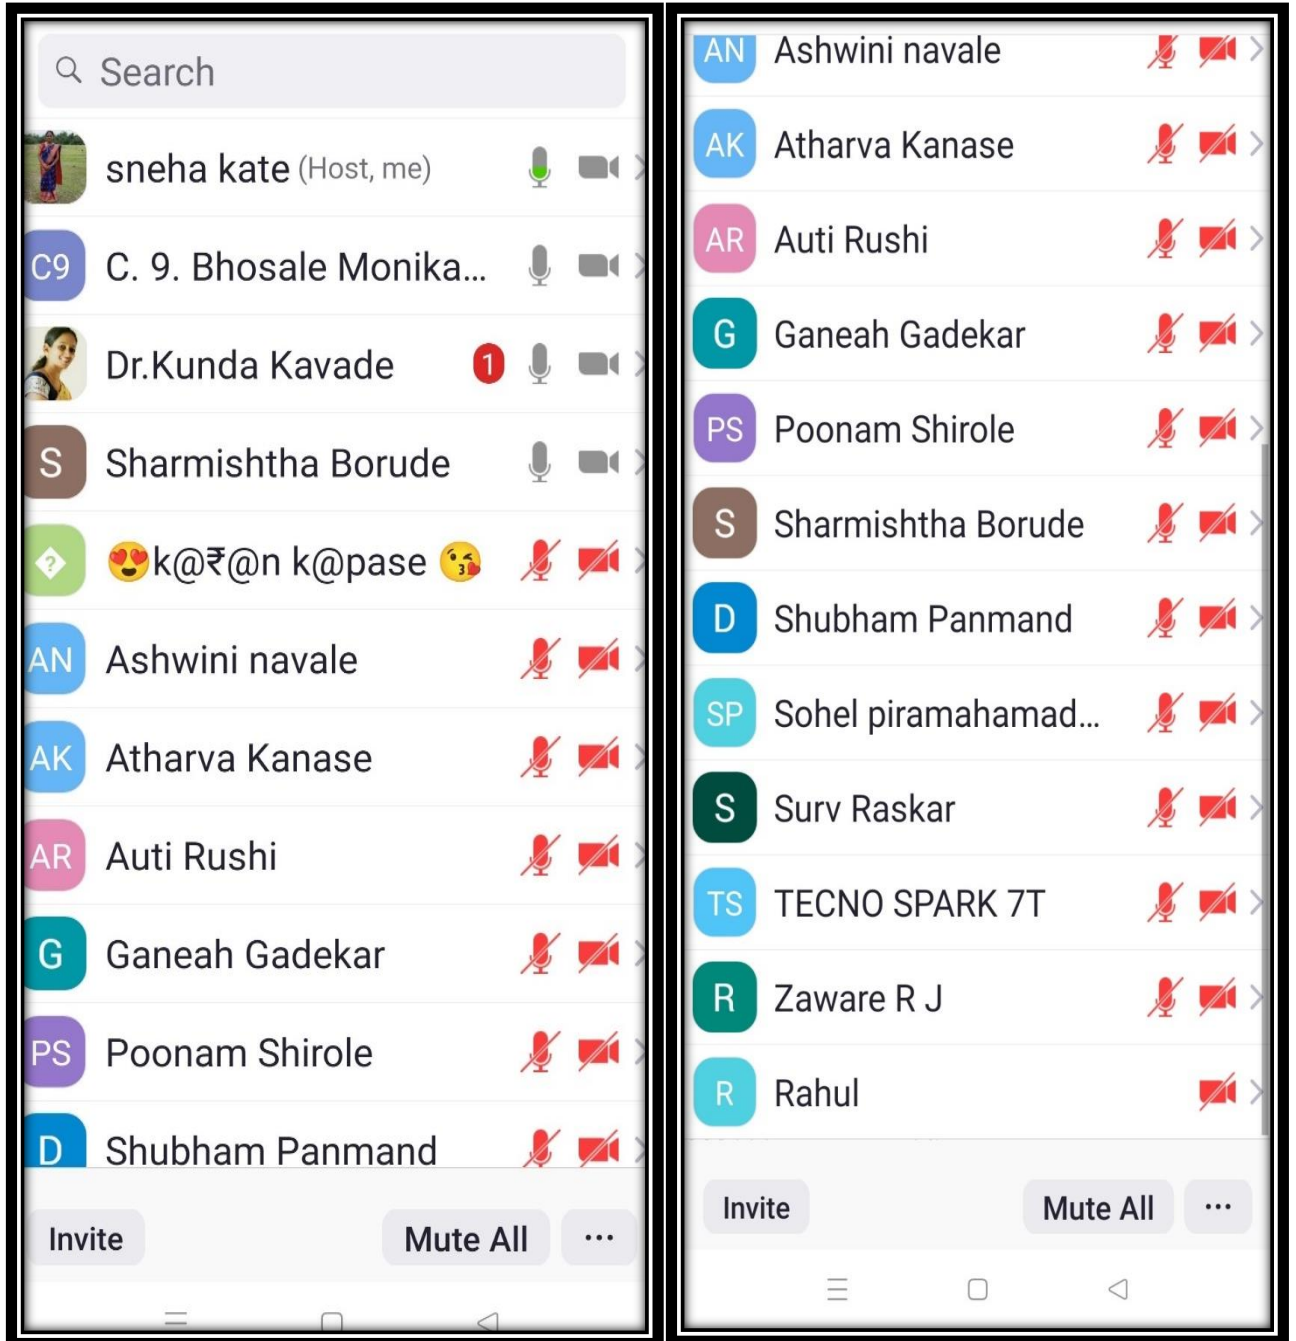 Search
sneha kate (Host, me)
C9 C. 9. Bhosale Monika...
Dr.Kunda Kavade 1
S Sharmishtha Borude
? 😍k@₹@n k@pase 😘
AN Ashwini navale
AK Atharva Kanase
AR Auti Rushi
G Ganeah Gadekar
PS Poonam Shirole
D Shubham Panmand
Invite Mute All ...
AN Ashwini navale
AK Atharva Kanase
AR Auti Rushi
G Ganeah Gadekar
PS Poonam Shirole
S Sharmishtha Borude
D Shubham Panmand
SP Sohel piramahamad...
S Surv Raskar
TS TECNO SPARK 7T
R Zaware R J
R Rahul
Invite Mute All ...